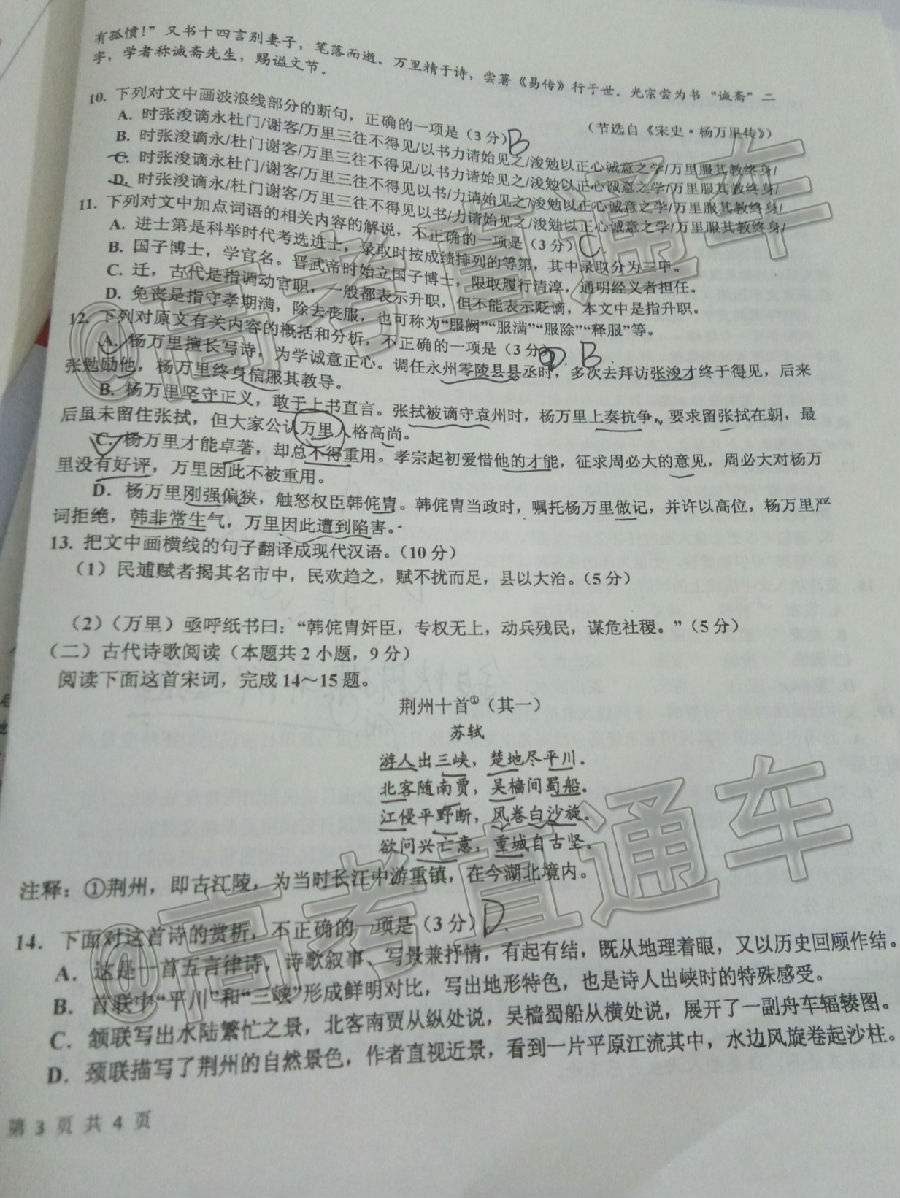 有孤愤！”又书十四言别妻子，笔落而逝。万里精于诗，尝著《易传》行于世。光宗尝为书“诚斋”二
字，学者称诚斋先生，赐谥文节。
（节选自《宋史·杨万里传》）
10. 下列对文中画波浪线部分的断句，正确的一项是（3分）B
A. 时张浚谪永/杜门/谢客/万里三往不得见/以书力请始见之/浚勉以正心诚意之学/万里服其教终身/
B. 时张浚谪永/杜门谢客/万里三往不得见/以书力请/始见之/浚勉以正心诚意之学/万里服其教终身/
C. 时张浚谪永/杜门谢客/万里三往不得见以书/力请始见之/浚勉以正心诚意之学/万里服其教终身/
D. 时张浚谪永/杜门/谢客/万里三往不得见以书/力请始见之/浚勉以正心诚意之学/万里服其教终身/
11. 下列对文中加点词语的相关内容的解说，不正确的一项是（3分）C
A. 进士第是科举时代考选进士，录取时按成绩排列的等第，其中录取分为三甲。
B. 国子博士，学官名。晋武帝时始立国子博士，限取履行清淳，通明经义者担任。
C. 迁，古代是指调动官职，一般都表示升职，但不能表示贬谪，本文中是指升职。
D. 免丧是指守孝期满，除去丧服，也可称为“服阙”“服满”“服除”“释服”等。
12. 下列对原文有关内容的概括和分析，不正确的一项是（3分） B
A. 杨万里擅长写诗，为学诚意正心。调任永州零陵县县丞时，多次去拜访张浚才终于得见，后来
张勉励他，杨万里终身信服其教导。
B. 杨万里坚守正义，敢于上书直言。张拭被谪守袁州时，杨万里上奏抗争，要求留张拭在朝，最
后虽未留住张拭，但大家公认万里人格高尚。
C. 杨万里才能卓著，却总不得重用。孝宗起初爱惜他的才能，征求周必大的意见，周必大对杨万
里没有好评，万里因此不被重用。
D. 杨万里刚强偏狭，触怒权臣韩侂胄。韩侂胄当政时，嘱托杨万里做记，并许以高位，杨万里严
词拒绝，韩非常生气，万里因此遭到陷害。
13. 把文中画横线的句子翻译成现代汉语。（10分）
（1）民逋赋者揭其名市中，民欢趋之，赋不扰而足，县以大治。（5分）
（2）（万里）亟呼纸书曰：“韩侂胄奸臣，专权无上，动兵残民，谋危社稷。”（5分）
（二）古代诗歌阅读（本题共2小题，9分）
阅读下面这首宋词，完成14～15题。
荆州十首①（其一）
苏轼
游人出三峡，楚地尽平川。
北客随南贾，吴樯间蜀船。
江侵平野断，风卷白沙旋。
欲问兴亡意，重城自古坚。
注释：①荆州，即古江陵，为当时长江中游重镇，在今湖北境内。
14. 下面对这首诗的赏析，不正确的一项是（3分）D
A. 这是一首五言律诗，诗歌叙事、写景兼抒情，有起有结，既从地理着眼，又以历史回顾作结。
B. 首联中“平川”和“三峡”形成鲜明对比，写出地形特色，也是诗人出峡时的特殊感受。
C. 颔联写出水陆繁忙之景，北客南贾从纵处说，吴樯蜀船从横处说，展开了一副舟车辐辏图。
D. 颈联描写了荆州的自然景色，作者直视近景，看到一片平原江流其中，水边风旋卷起沙柱。
第 3 页 共 4 页
@高考直通车
@高考直通车